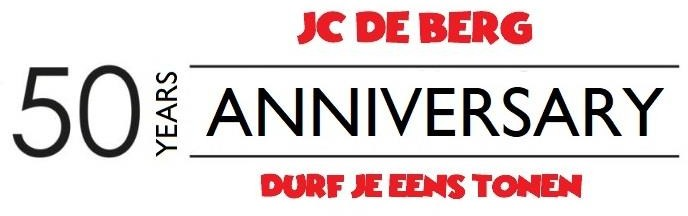 JC DE BERG
50 YEARS ANNIVERSARY
DURF JE EENS TONEN